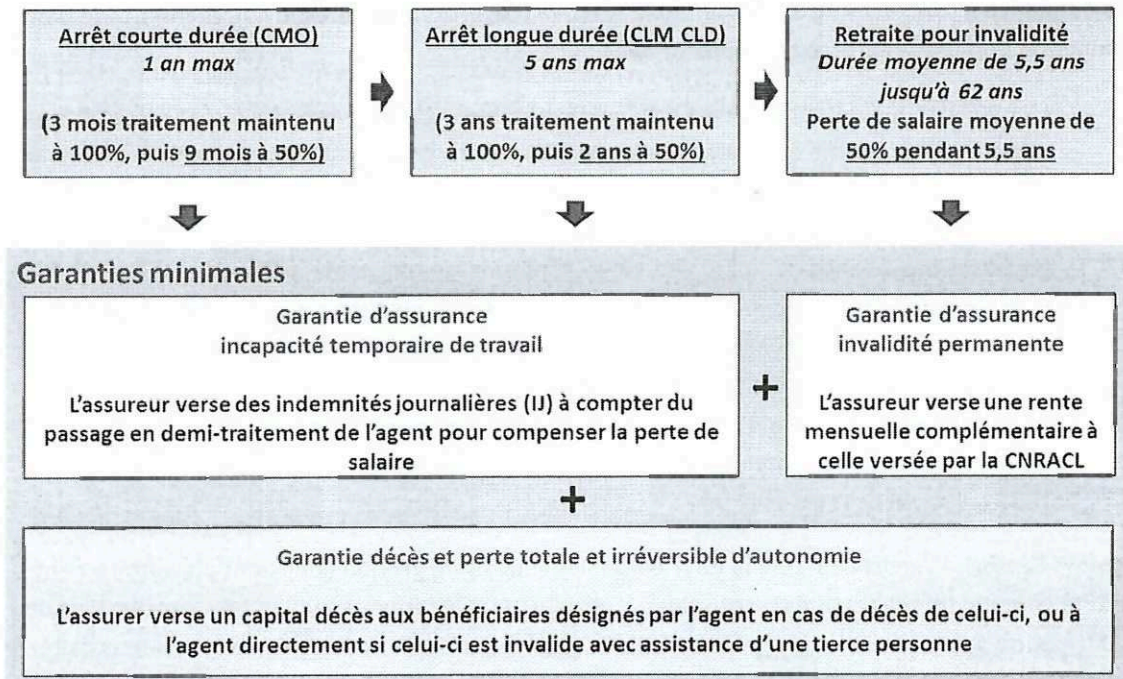 Arrêt courte durée (CMO)
1 an max
(3 mois traitement maintenu
à 100%, puis 9 mois à 50%)
Arrêt longue durée (CLM CLD)
5 ans max
(3 ans traitement maintenu
à 100%, puis 2 ans à 50%)
Retraite pour invalidité
Durée moyenne de 5,5 ans
jusqu'à 62 ans
Perte de salaire moyenne de
50% pendant 5,5 ans
Garanties minimales
Garantie d'assurance
incapacité temporaire de travail
L'assureur verse des indemnités journalières (IJ) à compter du
passage en demi-traitement de l'agent pour compenser la perte de
salaire
+
Garantie d'assurance
invalidité permanente
L'assureur verse une rente
mensuelle complémentaire à
celle versée par la CNRACL
+
Garantie décès et perte totale et irréversible d'autonomie
L'assurer verse un capital décès aux bénéficiaires désignés par l'agent en cas de décès de celui-ci, ou à
l'agent directement si celui-ci est invalide avec assistance d'une tierce personne